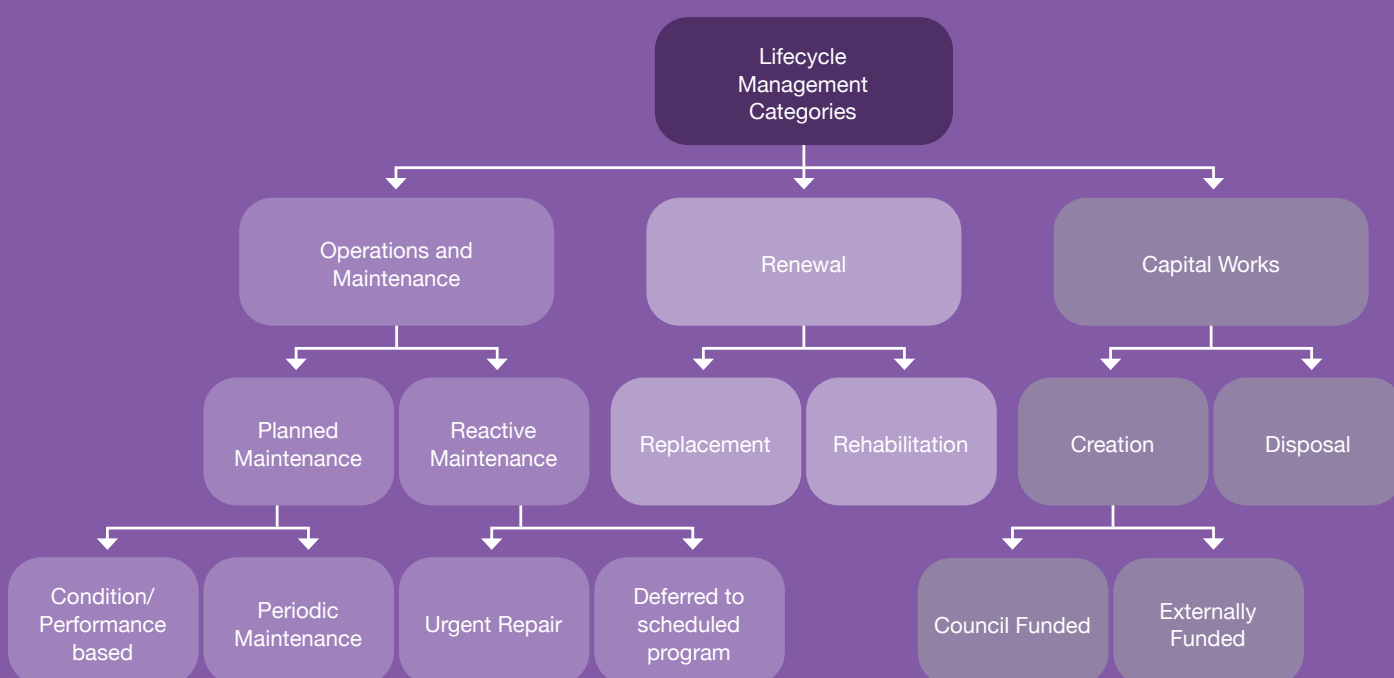 Lifecycle
Management
Categories
Operations and
Maintenance
Renewal
Capital Works
Planned
Maintenance
Reactive
Maintenance
Replacement
Rehabilitation
Creation
Disposal
Condition/
Performance
based
Periodic
Maintenance
Urgent Repair
Deferred to
scheduled
program
Council Funded
Externally
Funded